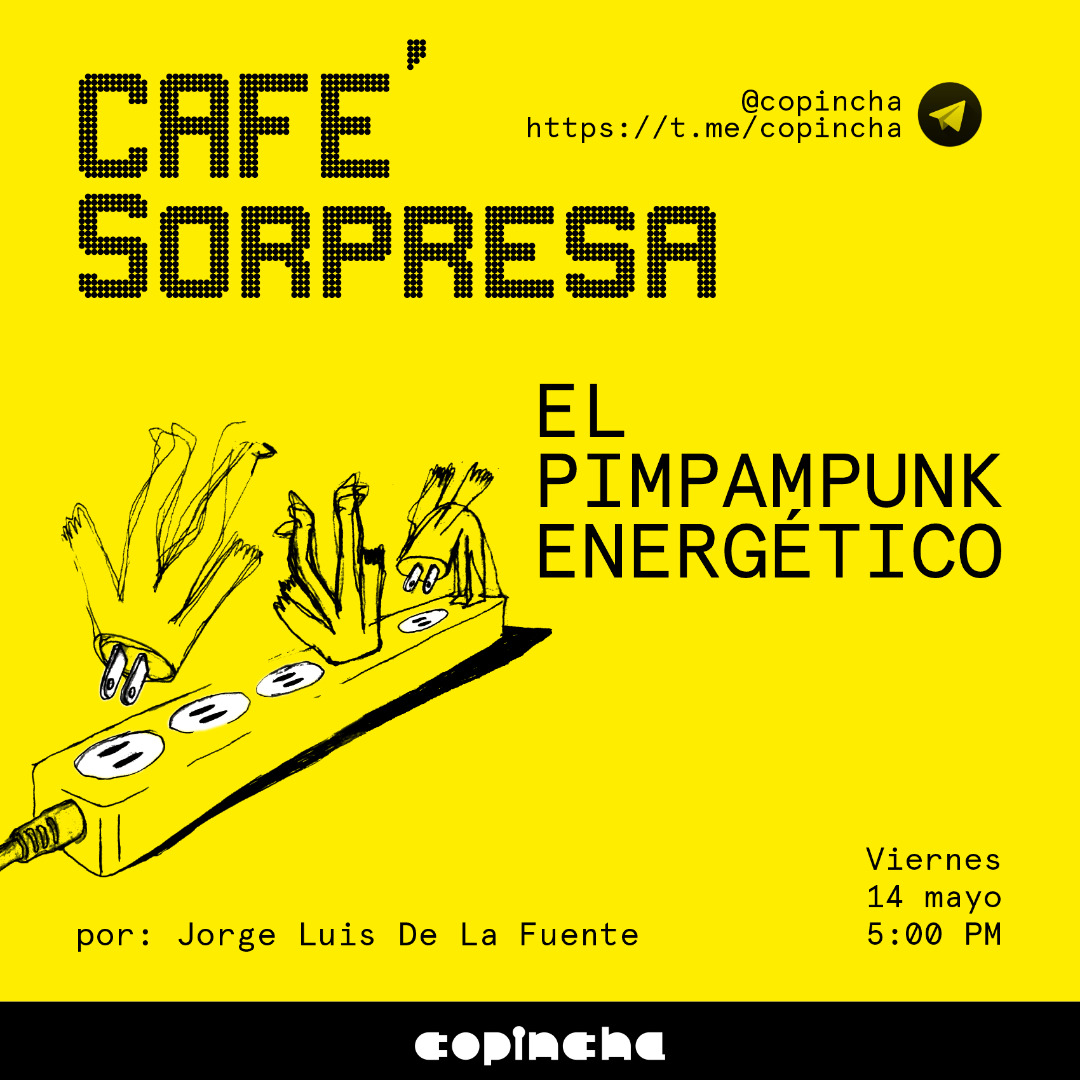 CAFE'
SORPRESA
@copincha
https://t.me/copincha
EL
PIMPAMPUNK
ENERGÉTICO
por: Jorge Luis De La Fuente
Viernes
14 mayo
5:00 PM
copincha